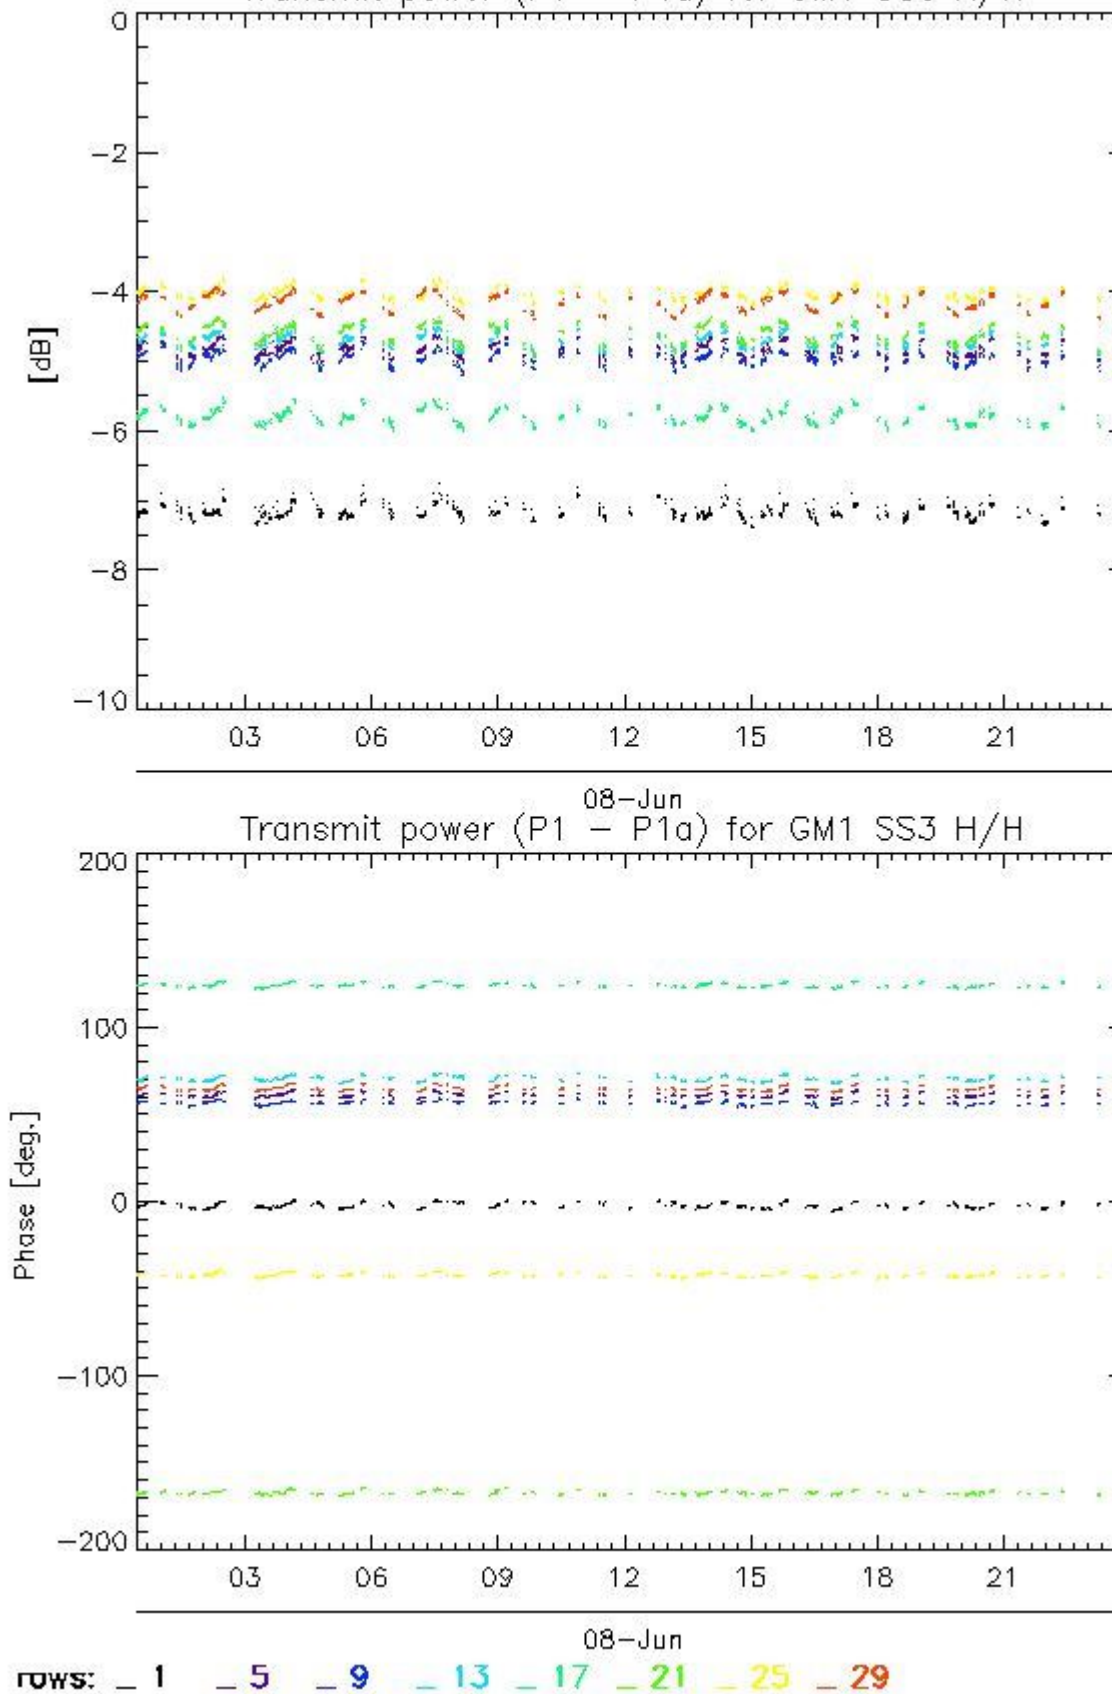 0
−2
−4
−6
−8
−10
[dB]
03 06 09 12 15 18 21
08−Jun
Transmit power (P1 − P1a) for GM1 SS3 H/H
200
100
0
−100
−200
Phase [deg.]
03 06 09 12 15 18 21
08−Jun
rows: _ 1 _ 5 _ 9 _ 13 _ 17 _ 21 _ 25 _ 29